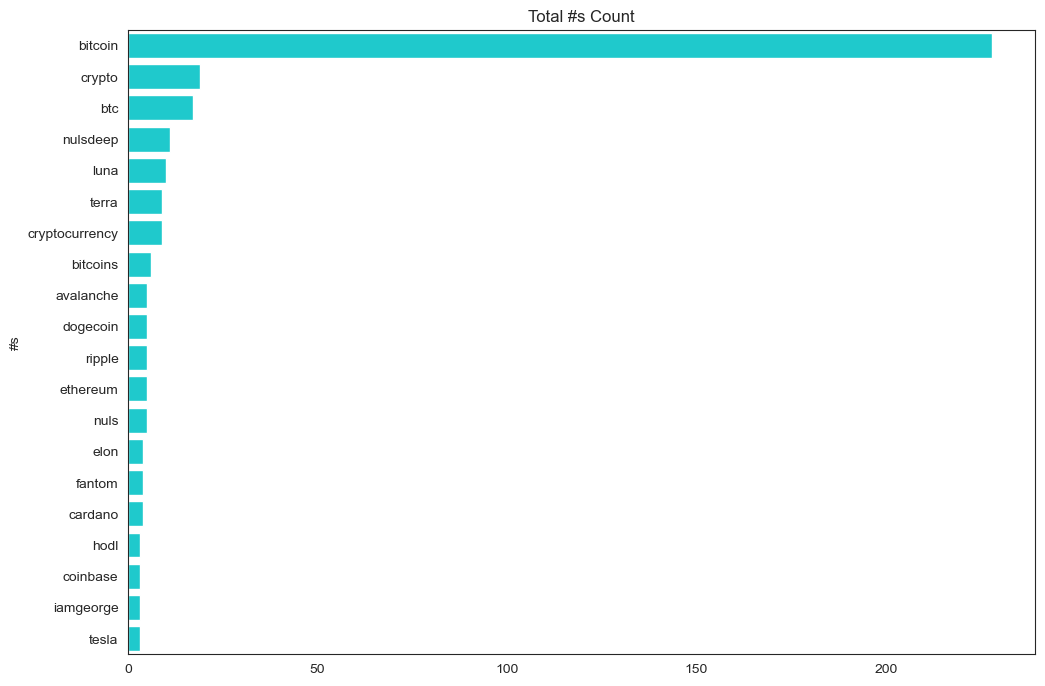 Total #s Count
bitcoin
crypto
btc
nulsdeep
luna
terra
cryptocurrency
bitcoins
avalanche
dogecoin
ripple
ethereum
nuls
elon
fantom
cardano
hodl
coinbase
iamgeorge
tesla
#s
0 50 100 150 200